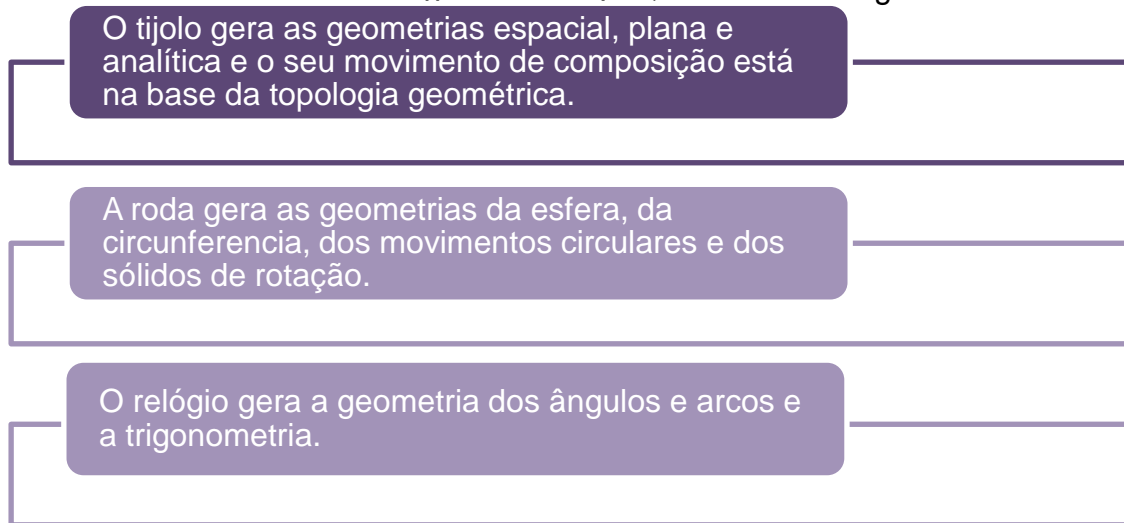 O tijolo gera as geometrias espacial, plana e
analítica e o seu movimento de composição está
na base da topologia geométrica.
A roda gera as geometrias da esfera, da
circunferencia, dos movimentos circulares e dos
sólidos de rotação.
O relógio gera a geometria dos ângulos e arcos e
a trigonometria.